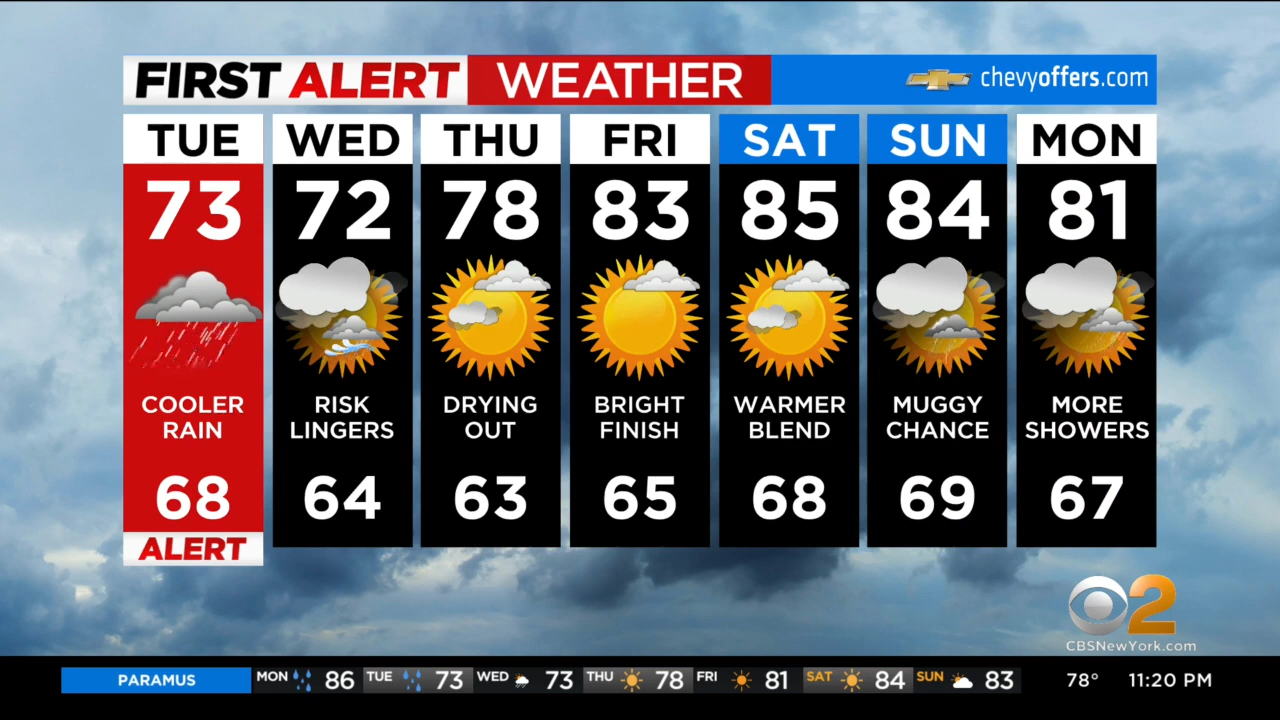 FIRST ALERT WEATHER chevyoffers.com
TUE WED THU FRI SAT SUN MON
73 72 78 83 85 84 81
COOLER RISK DRYING BRIGHT WARMER MUGGY MORE
RAIN LINGERS OUT FINISH BLEND CHANCE SHOWERS
68 64 63 65 68 69 67
ALERT
2
CBSNewYork.com
PARAMUS MON 86 TUE 73 WED 73 THU 78 FRI 81 SAT 84 SUN 83 78° 11:20 PM